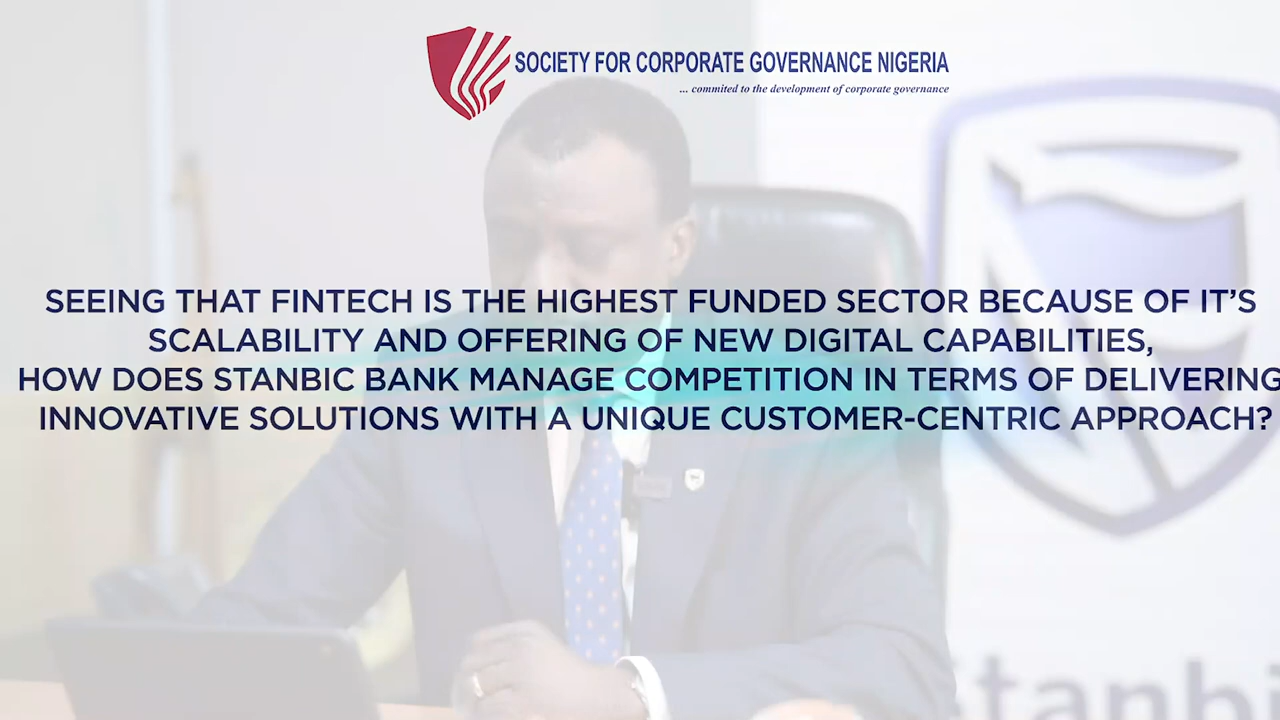 SOCIETY FOR CORPORATE GOVERNANCE NIGERIA
... commited to the development of corporate governance
SEEING THAT FINTECH IS THE HIGHEST FUNDED SECTOR BECAUSE OF IT'S
SCALABILITY AND OFFERING OF NEW DIGITAL CAPABILITIES,
HOW DOES STANBIC BANK MANAGE COMPETITION IN TERMS OF DELIVERING
INNOVATIVE SOLUTIONS WITH A UNIQUE CUSTOMER-CENTRIC APPROACH?
Stanbi